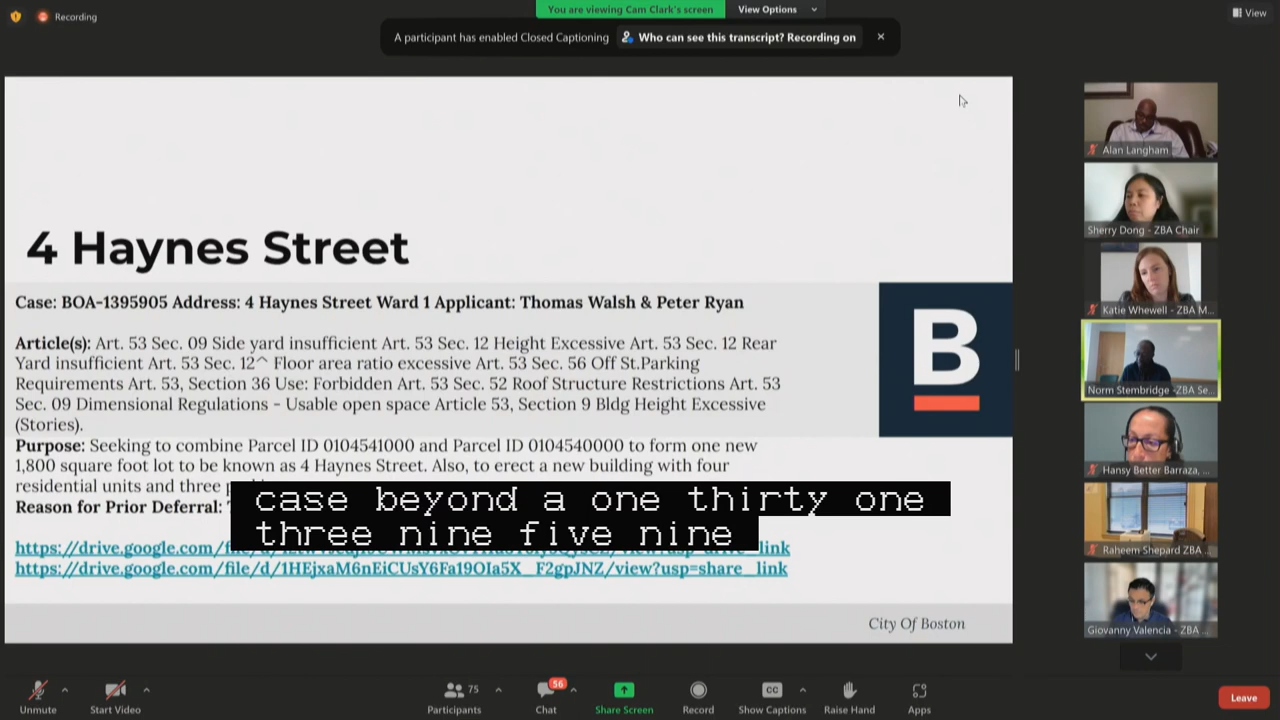 Recording
You are viewing Cam Clark's screen
View Options
View
A participant has enabled Closed Captioning
Who can see this transcript? Recording on
4 Haynes Street
Case: BOA-1395905 Address: 4 Haynes Street Ward 1 Applicant: Thomas Walsh & Peter Ryan
Article(s): Art. 53 Sec. 09 Side yard insufficient Art. 53 Sec. 12 Height Excessive Art. 53 Sec. 12 Rear
Yard insufficient Art. 53 Sec. 12^ Floor area ratio excessive Art. 53 Sec. 56 Off St.Parking
Requirements Art. 53, Section 36 Use: Forbidden Art. 53 Sec. 52 Roof Structure Restrictions Art. 53
Sec. 09 Dimensional Regulations - Usable open space Article 53, Section 9 Bldg Height Excessive
(Stories).
Purpose: Seeking to combine Parcel ID 0104541000 and Parcel ID 0104540000 to form one new
1,800 square foot lot to be known as 4 Haynes Street. Also, to erect a new building with four
residential units and three
Reason for Prior Deferral:
case beyond a one thirty one
three nine five nine
https://drive.google.com/
link
https://drive.google.com/file/d/1HEjxaM6nEiCUsY6Fa19OIa5X_F2gpJNZ/view?usp=share_link
B
City Of Boston
Alan Langham
Sherry Dong - ZBA Chair
Katie Whewell - ZBA M...
Norm Stembridge -ZBA Se...
Hansy Better Barraza, ...
Raheem Shepard ZBA ...
Giovanny Valencia - ZBA ...
Unmute
Start Video
75
Participants
56
Chat
Share Screen
Record
CC
Show Captions
Raise Hand
Apps
Leave